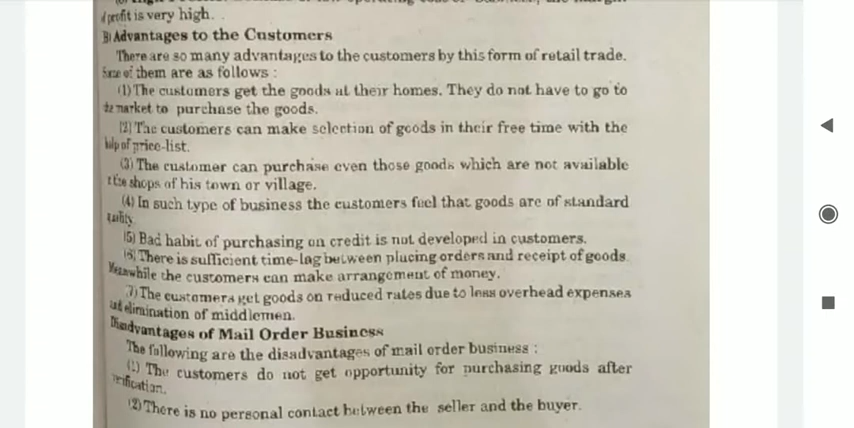 profit is very high.
B) Advantages to the Customers
There are so many advantages to the customers by this form of retail trade.
Some of them are as follows :
(1) The customers get the goods at their homes. They do not have to go to
the market to purchase the goods.
(2) The customers can make selection of goods in their free time with the
help of price-list.
(3) The customer can purchase even those goods which are not available
the shops of his town or village.
(4) In such type of business the customers feel that goods are of standard
quality.
(5) Bad habit of purchasing on credit is not developed in customers.
(6) There is sufficient time-lag between placing orders and receipt of goods.
Meanwhile the customers can make arrangement of money.
(7) The customers get goods on reduced rates due to less overhead expenses
and elimination of middlemen.
Disadvantages of Mail Order Business
The following are the disadvantages of mail order business :
(1) The customers do not get opportunity for purchasing goods after
verification.
(2) There is no personal contact between the seller and the buyer.